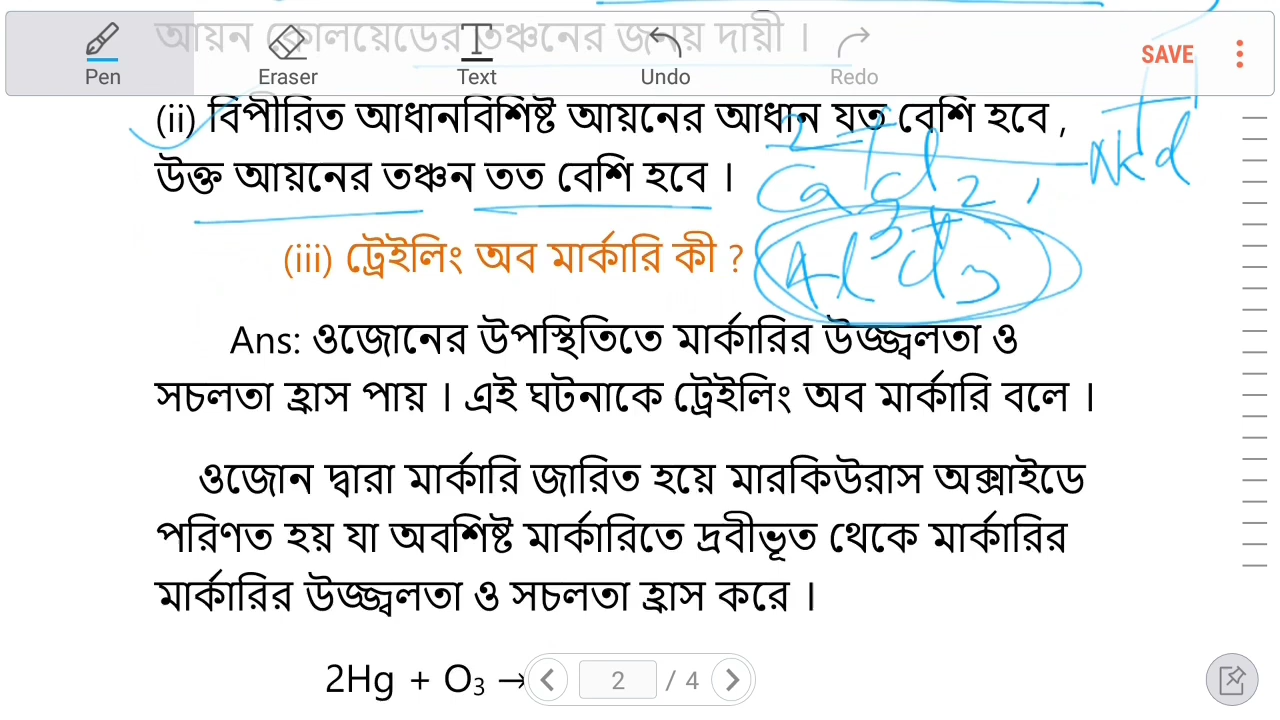 আয়ন কোলয়েডের তঞ্চনের জন্য দায়ী ।
Pen Eraser Text Undo Redo SAVE
(ii) বিপীরিত আধানবিশিষ্ট আয়নের আধান যত বেশি হবে ,
উক্ত আয়নের তঞ্চন তত বেশি হবে ।
(iii) ট্রেইলিং অব মার্কারি কী ?
Ans: ওজোনের উপস্থিতিতে মার্কারির উজ্জ্বলতা ও
সচলতা হ্রাস পায় । এই ঘটনাকে ট্রেইলিং অব মার্কারি বলে ।
ওজোন দ্বারা মার্কারি জারিত হয়ে মারকিউরাস অক্সাইডে
পরিণত হয় যা অবশিষ্ট মার্কারিতে দ্রবীভূত থেকে মার্কারির
মার্কারির উজ্জ্বলতা ও সচলতা হ্রাস করে ।
2Hg + O₃ →
2 / 4